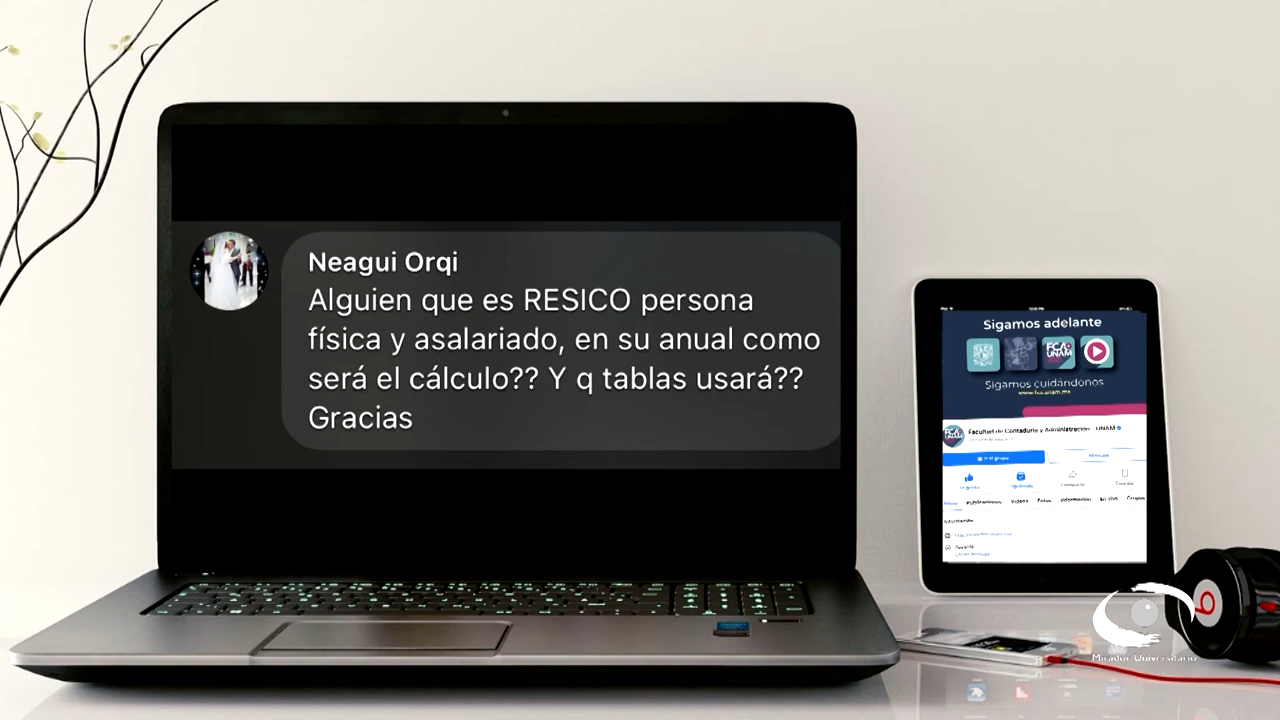 Neagui Orqi
Alguien que es RESICO persona
física y asalariado, en su anual como
será el cálculo?? Y q tablas usará??
Gracias
Sigamos adelante
FCA
UNAM
Sigamos cuidándonos
Facultad de Contaduría y Administración - UNAM
Mirador Universitario